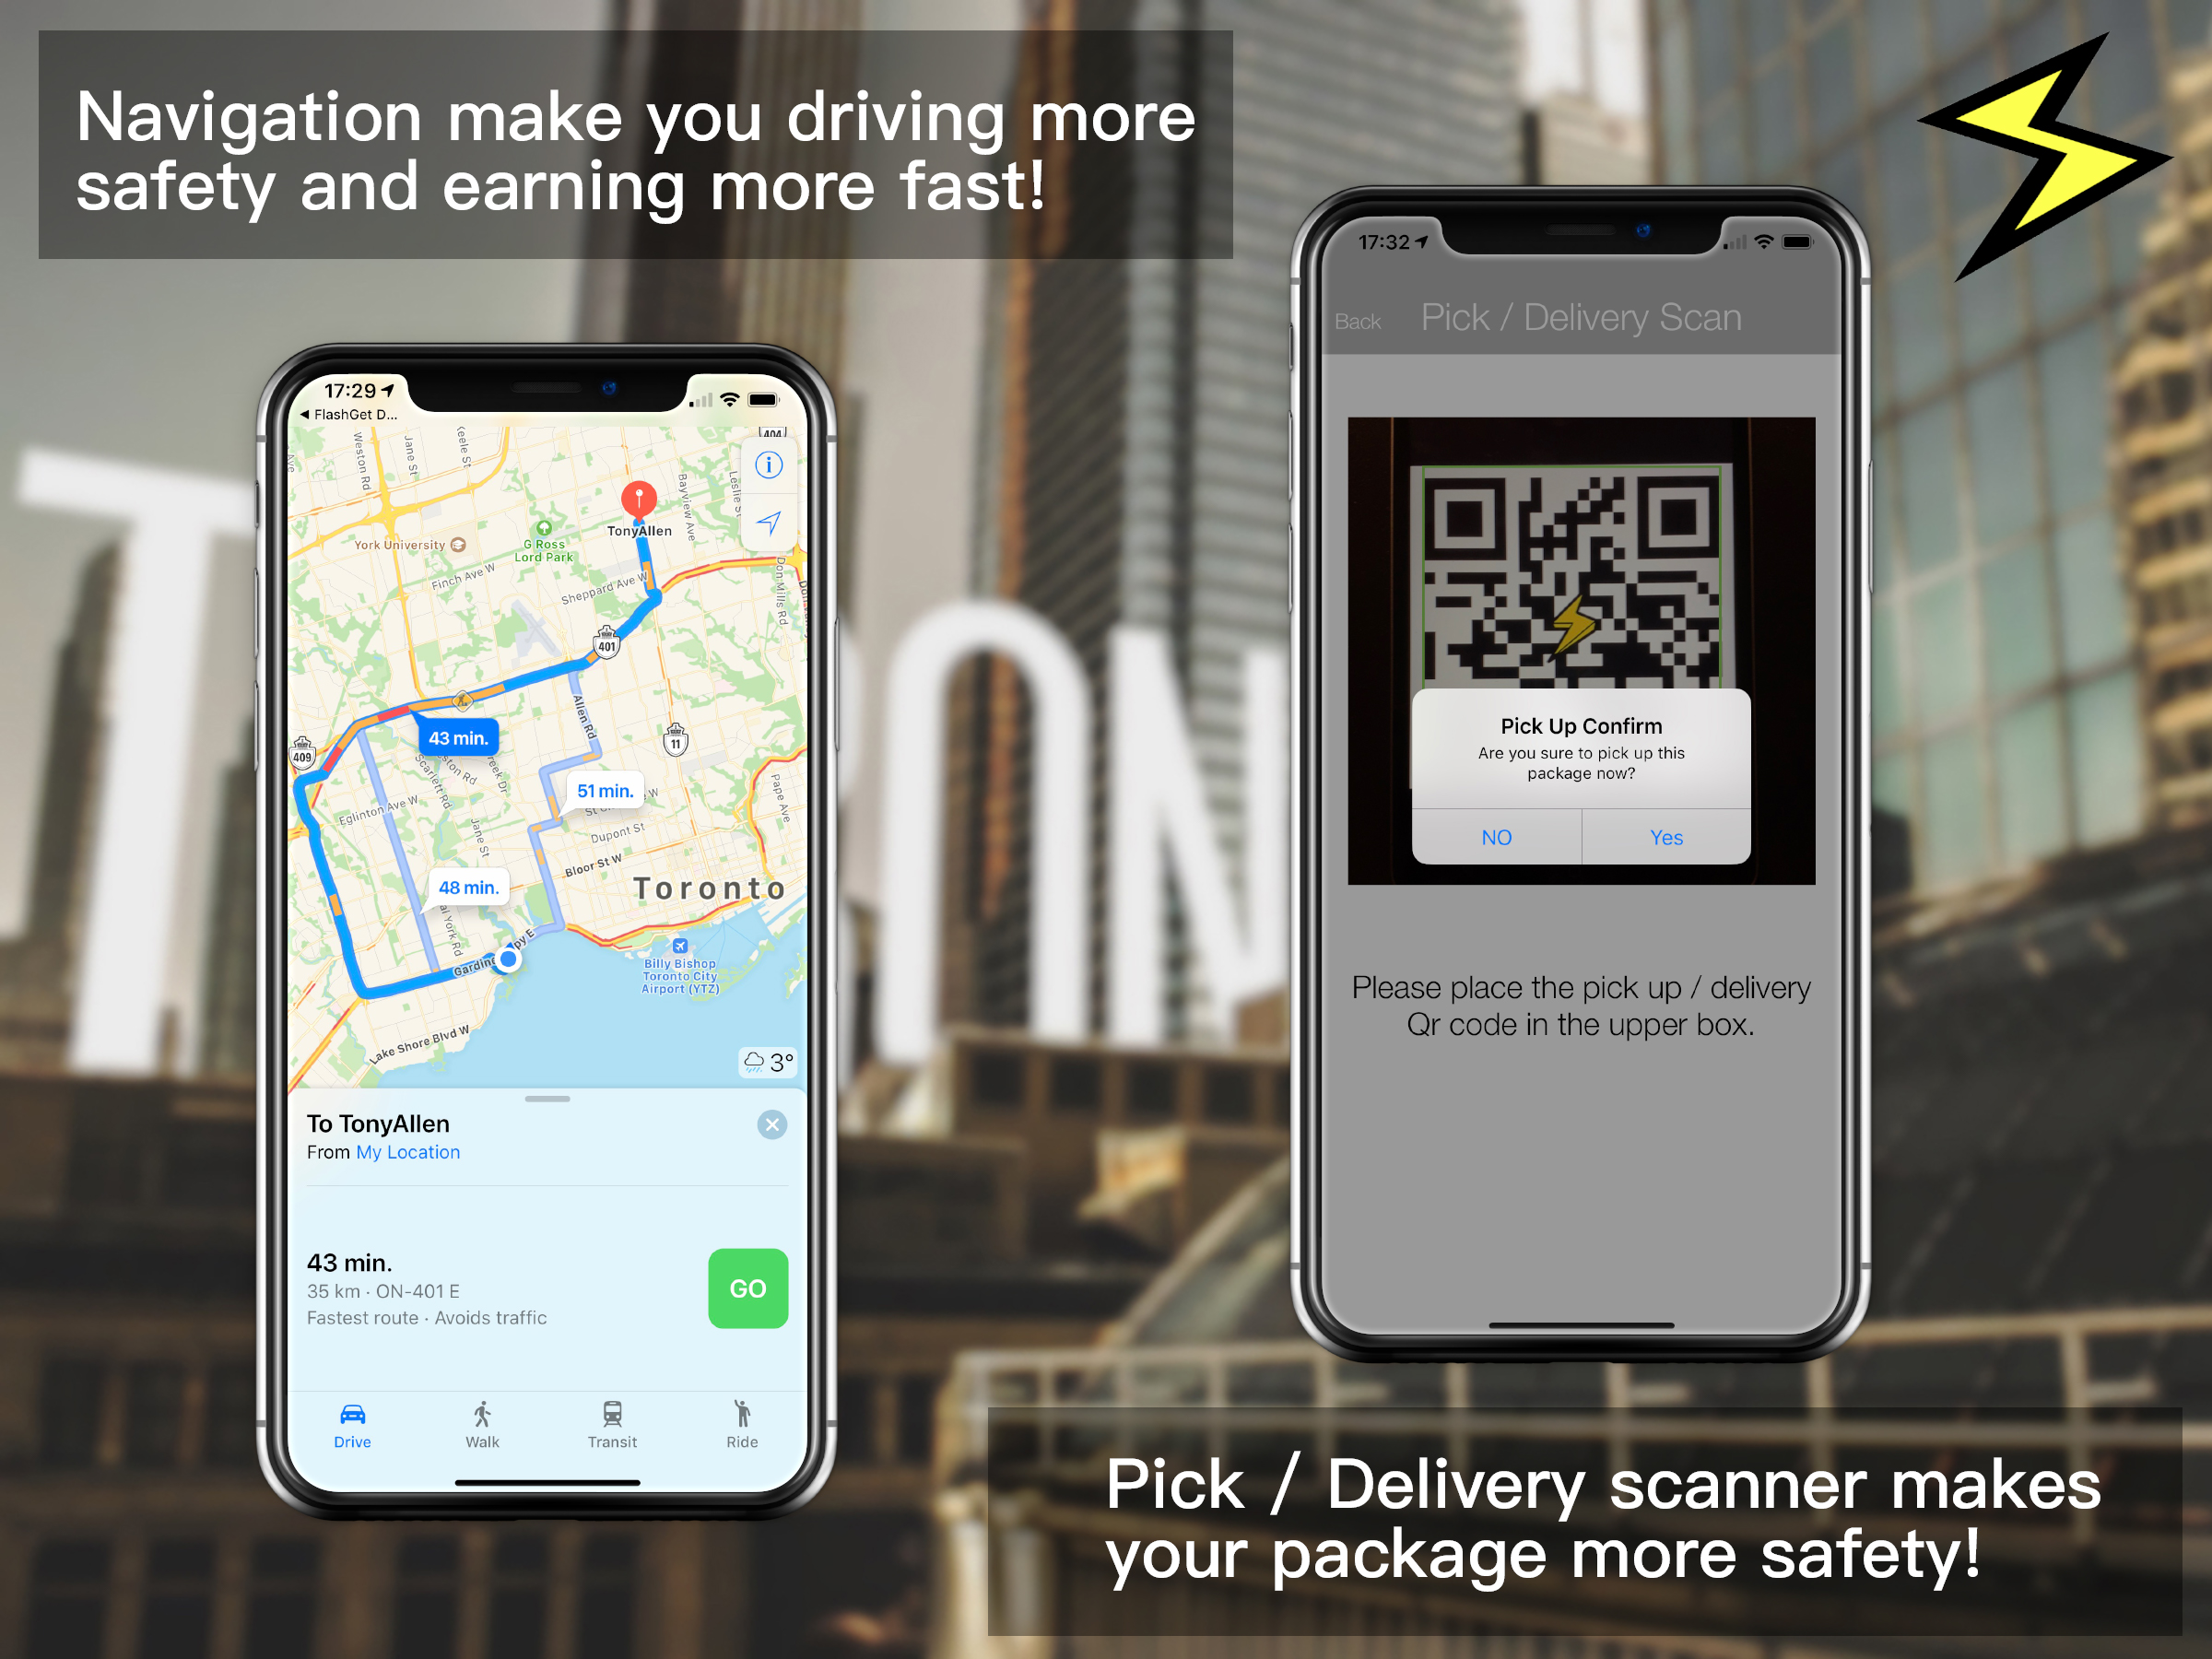 Navigation make you driving more
safety and earning more fast!
17:29
FlashGet D...
Weston Rd
Jane St
Keele St
404
Leslie St
Bayview Ave
TonyAllen
York University
G Ross
Lord Park
Finch Ave W
Sheppard Ave W
Don Mills Rd
401
Allen Rd
11
409
43 min.
Scarlett Rd
51 min.
Eglinton Ave W
Jane St
Dupont St
Pape Ave
Bloor St W
48 min.
Toronto
Billy Bishop
Toronto City
Airport (YTZ)
Lake Shore Blvd W
3°
To TonyAllen
From My Location
43 min.
35 km · ON-401 E
Fastest route · Avoids traffic
GO
Drive
Walk
Transit
Ride
17:32
Back
Pick / Delivery Scan
Pick Up Confirm
Are you sure to pick up this
package now?
NO
Yes
Please place the pick up / delivery
Qr code in the upper box.
Pick / Delivery scanner makes
your package more safety!